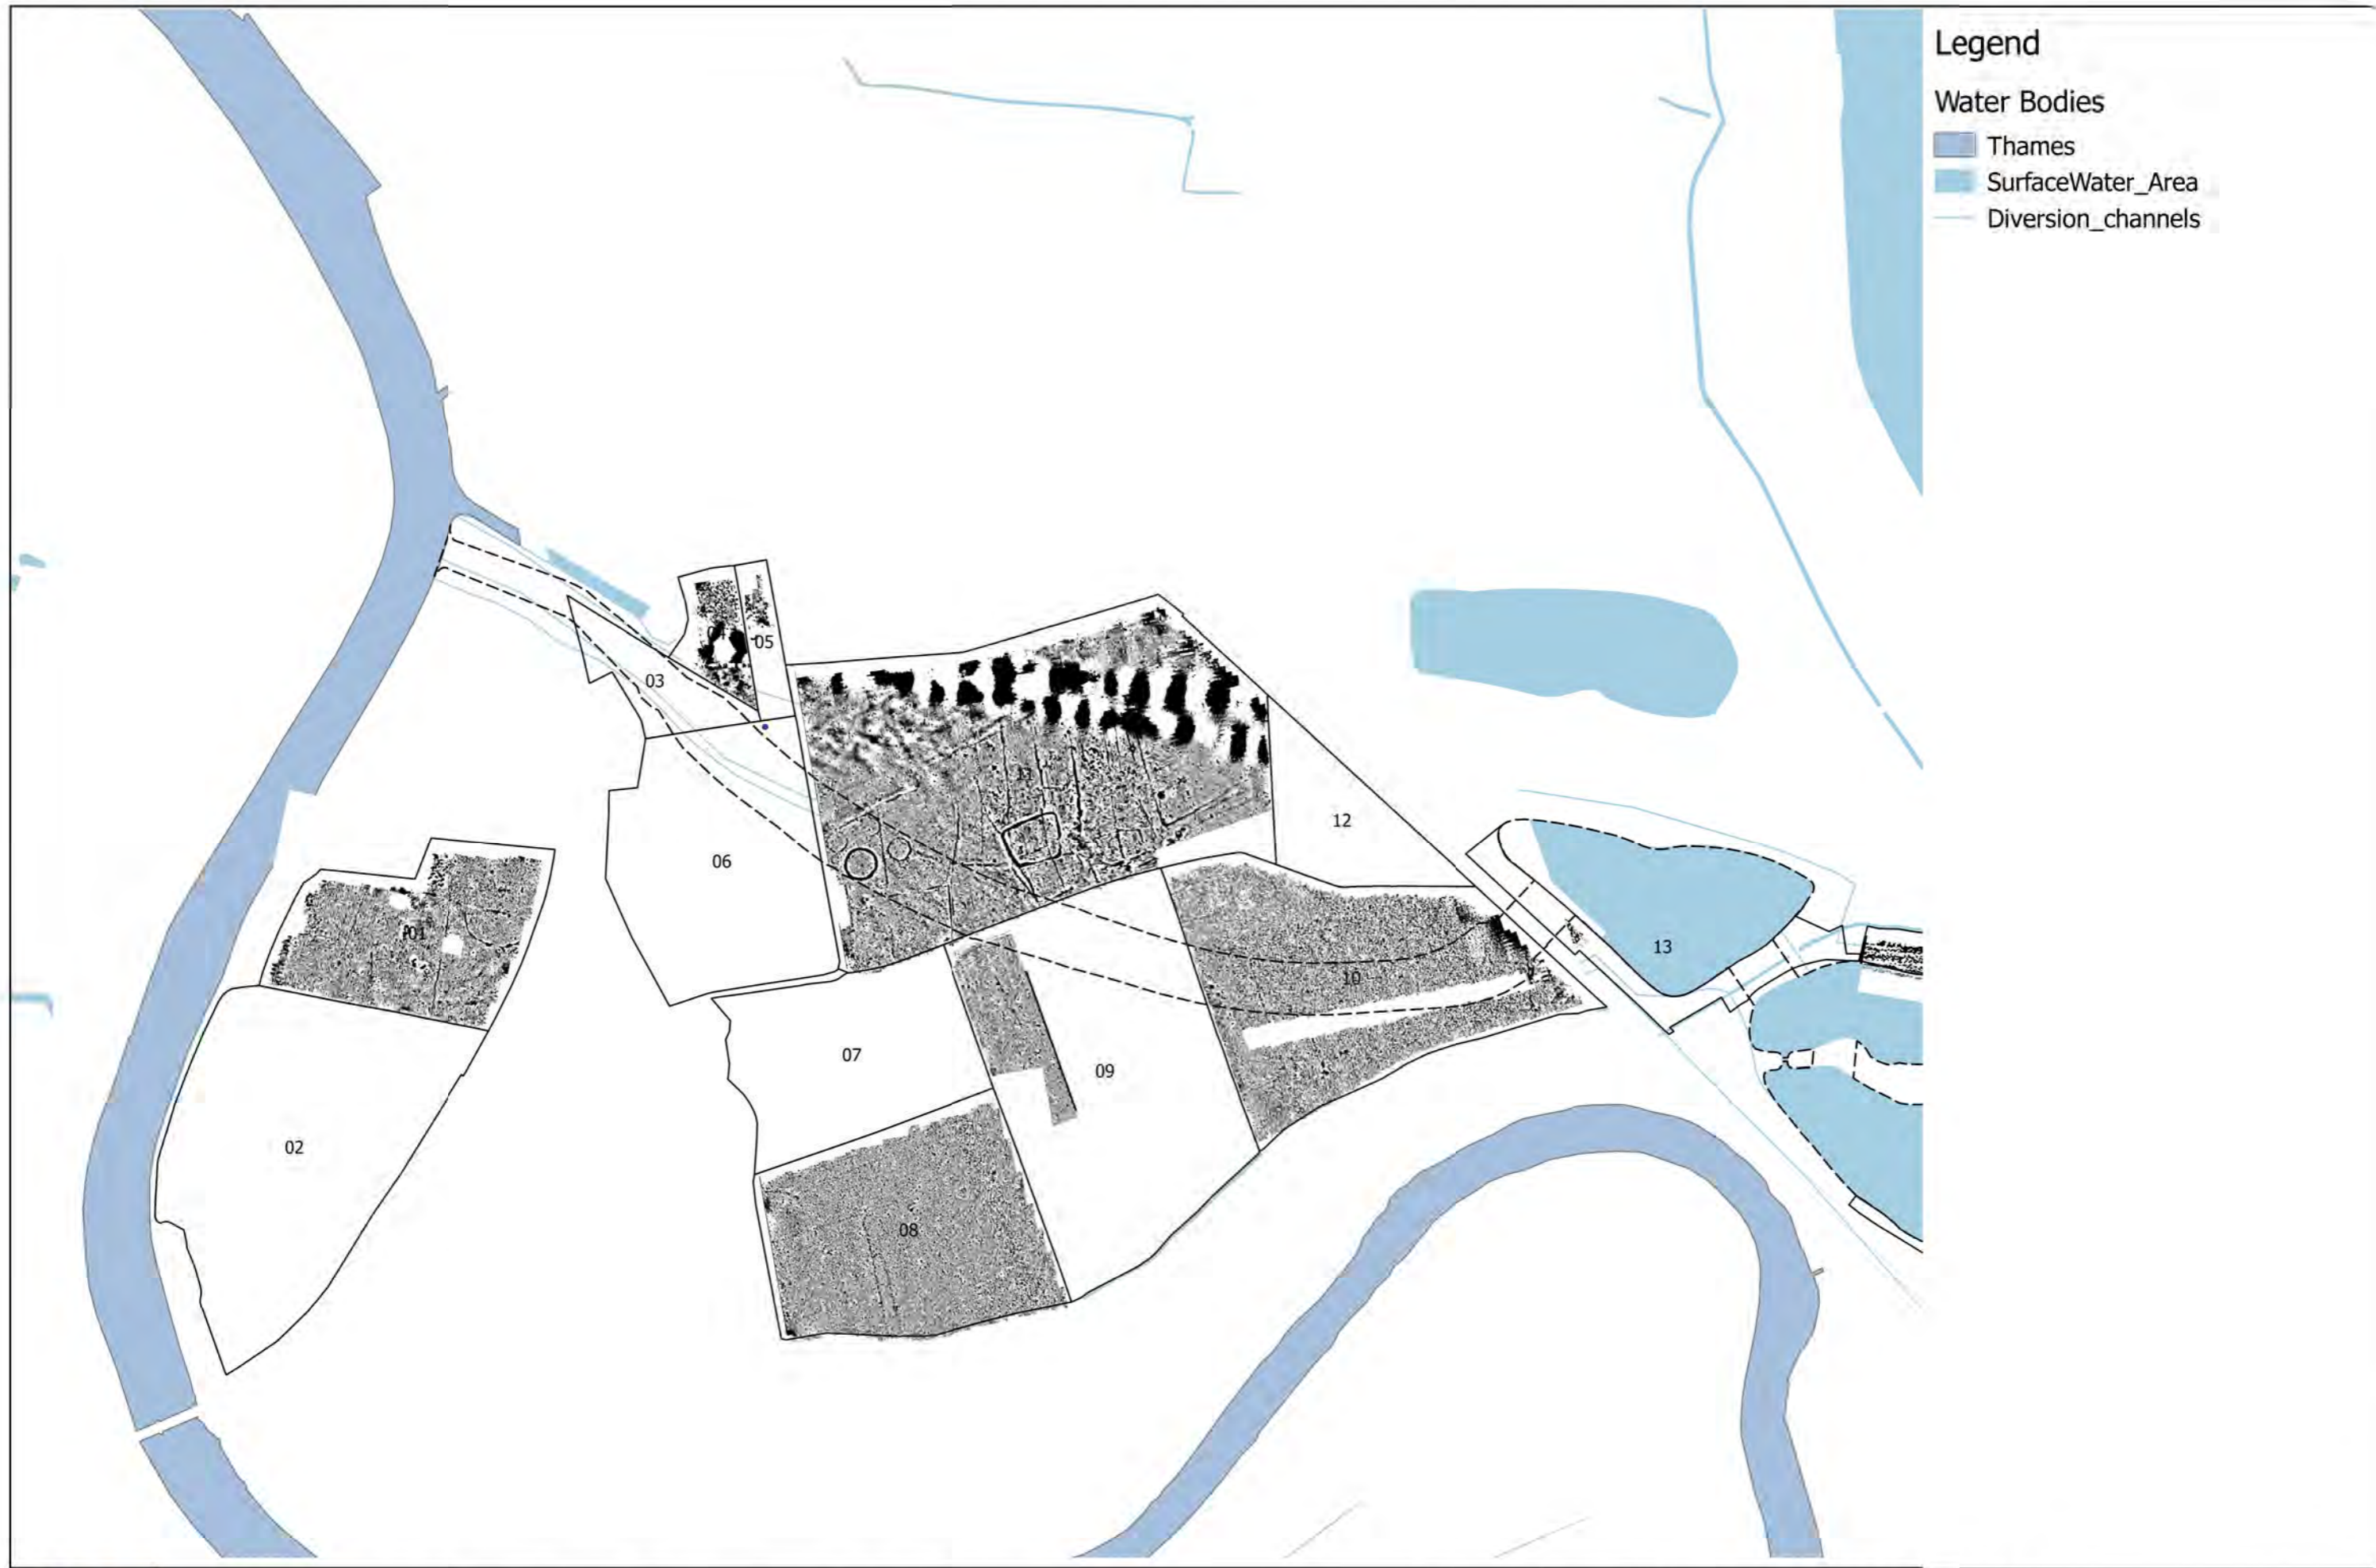 Legend
Water Bodies
Thames
SurfaceWater_Area
Diversion_channels
05
03
11
12
06
13
01
10
07
09
02
08